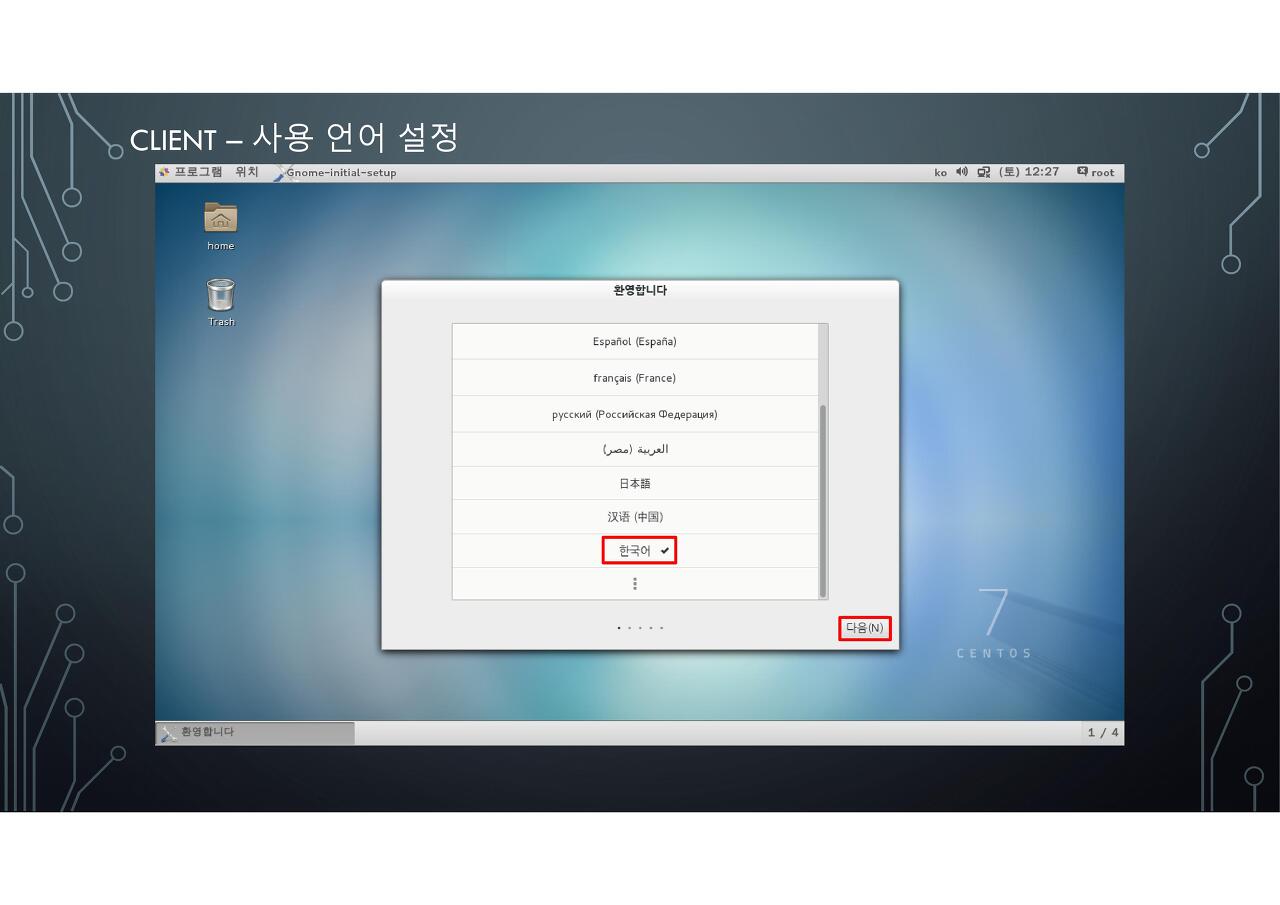 CLIENT – 사용 언어 설정
프로그램 위치 Gnome-initial-setup ko (토) 12:27 root
home
Trash
환영합니다
Español (España)
français (France)
русский (Российская Федерация)
العربية (مصر)
日本語
汉语 (中国)
한국어
다음(N)
7
CENTOS
환영합니다 1 / 4